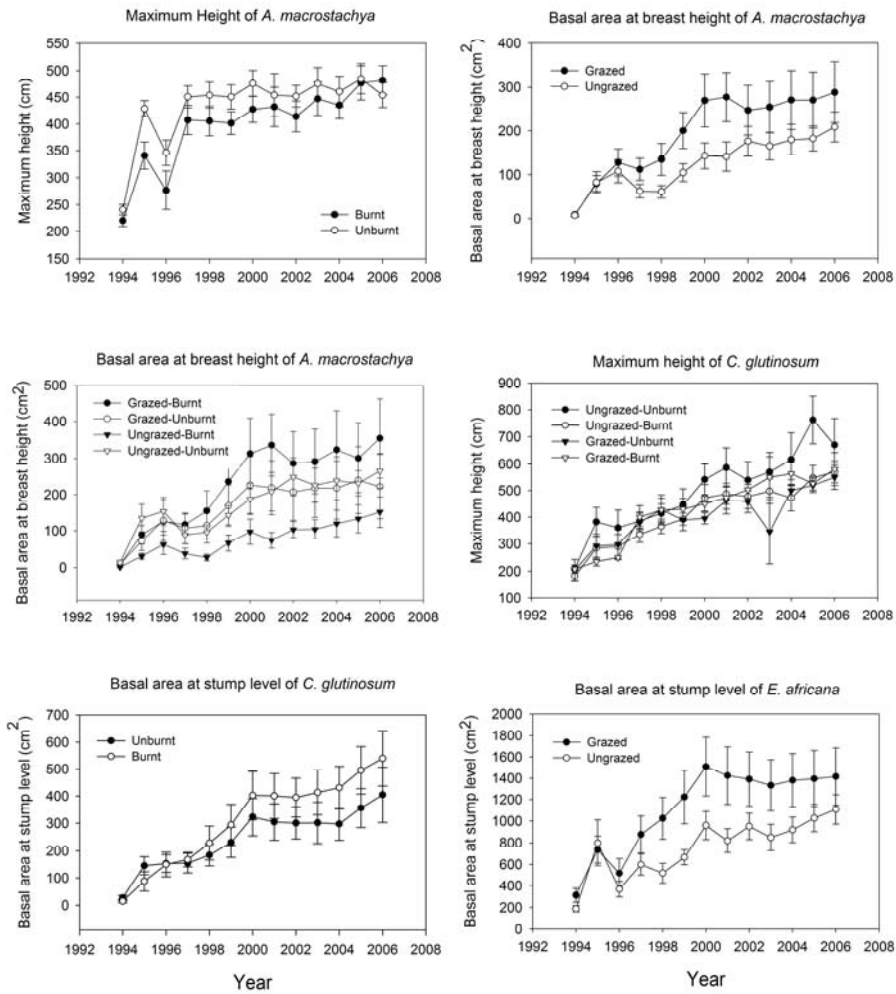 Maximum Height of A. macrostachya
Maximum height (cm)
550
500
450
400
350
300
250
200
150
Burnt
Unburnt
1992 1994 1996 1998 2000 2002 2004 2006 2008
Basal area at breast height of A. macrostachya
Basal area at breast height (cm2)
400
300
200
100
0
Grazed
Ungrazed
1992 1994 1996 1998 2000 2002 2004 2006 2008
Basal area at breast height of A. macrostachya
Basal area at breast height (cm2)
500
400
300
200
100
0
Grazed-Burnt
Grazed-Unburnt
Ungrazed-Burnt
Ungrazed-Unburnt
1992 1994 1996 1998 2000 2002 2004 2006 2008
Maximum height of C. glutinosum
Maximum height (cm)
900
800
700
600
500
400
300
200
100
Ungrazed-Unburnt
Ungrazed-Burnt
Grazed-Unburnt
Grazed-Burnt
1992 1994 1996 1998 2000 2002 2004 2006 2008
Basal area at stump level of C. glutinosum
Basal area at stump level (cm2)
700
600
500
400
300
200
100
0
Unburnt
Burnt
1992 1994 1996 1998 2000 2002 2004 2006 2008
Year
Basal area at stump level of E. africana
Basal area at stump level (cm2)
2000
1800
1600
1400
1200
1000
800
600
400
200
0
Grazed
Ungrazed
1992 1994 1996 1998 2000 2002 2004 2006 2008
Year